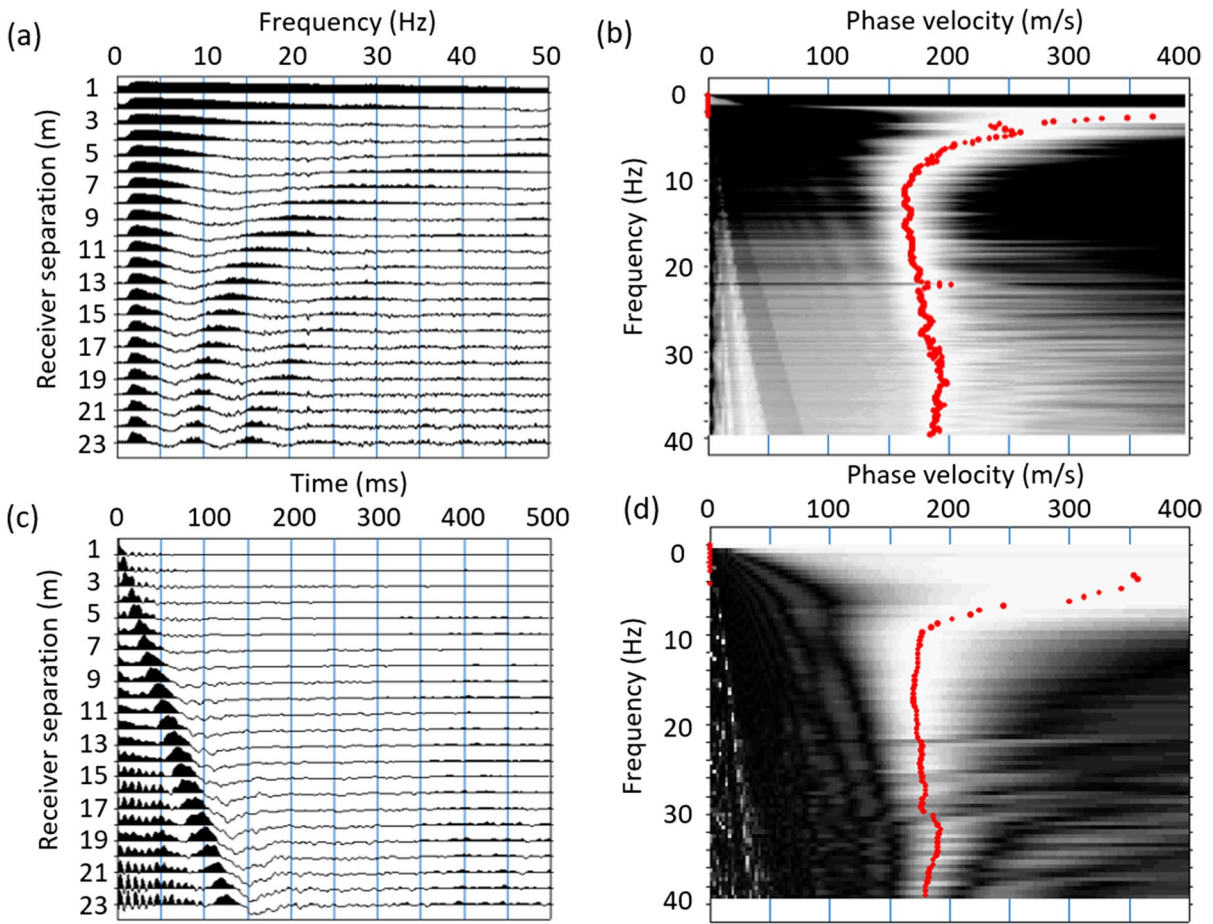 (a)
Frequency (Hz)
0 10 20 30 40 50
Receiver separation (m)
1
3
5
7
9
11
13
15
17
19
21
23
(b)
Phase velocity (m/s)
0 100 200 300 400
Frequency (Hz)
0
10
20
30
40
(c)
Time (ms)
0 100 200 300 400 500
Receiver separation (m)
1
3
5
7
9
11
13
15
17
19
21
23
(d)
Phase velocity (m/s)
0 100 200 300 400
Frequency (Hz)
0
10
20
30
40